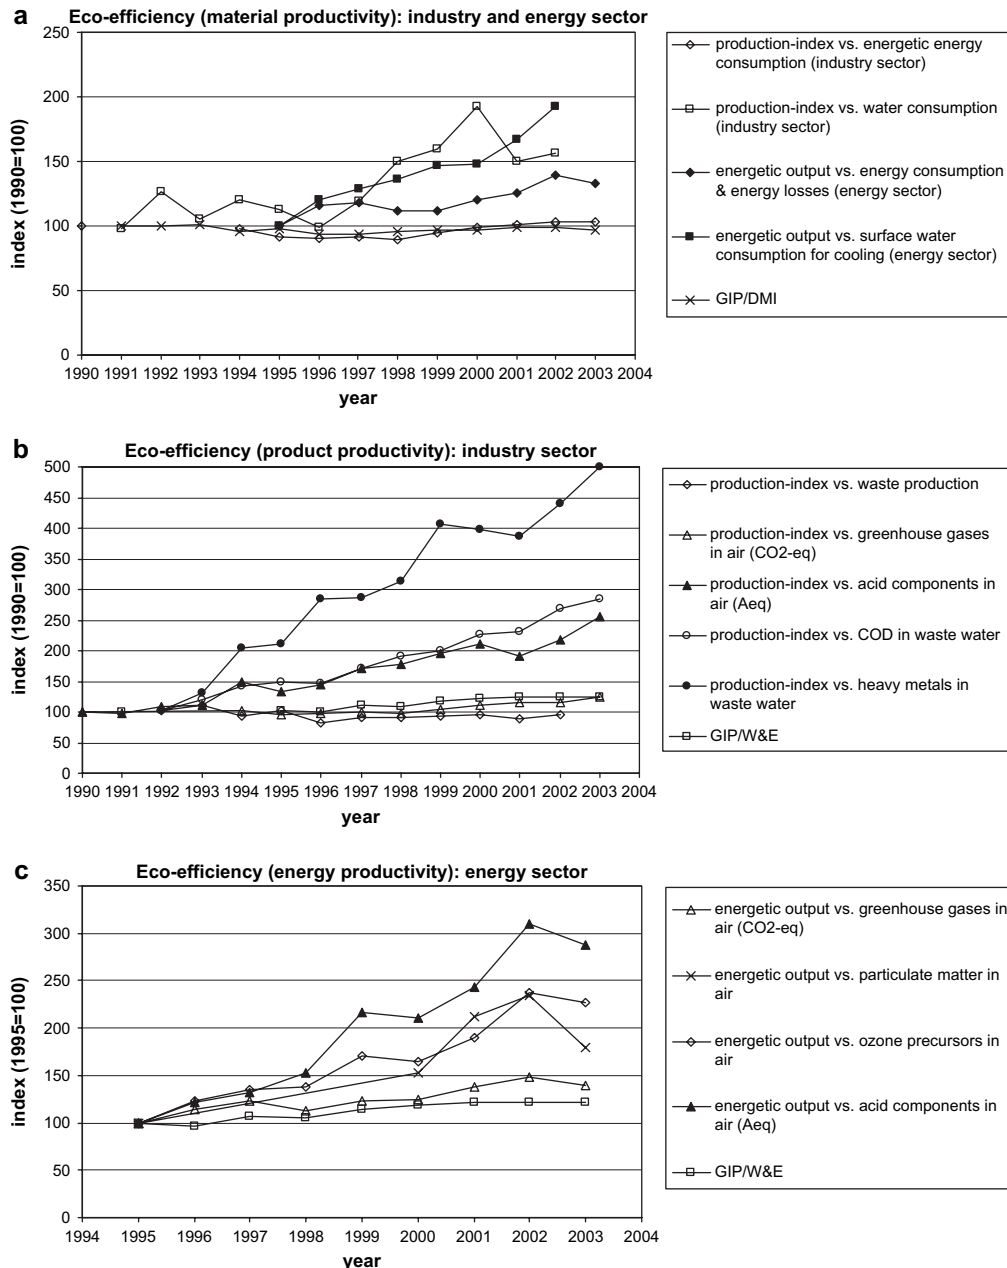 a
Eco-efficiency (material productivity): industry and energy sector
250
200
150
100
50
0
index (1990=100)
1990 1991 1992 1993 1994 1995 1996 1997 1998 1999 2000 2001 2002 2003 2004
year
production-index vs. energetic energy
consumption (industry sector)
production-index vs. water consumption
(industry sector)
energetic output vs. energy consumption
& energy losses (energy sector)
energetic output vs. surface water
consumption for cooling (energy sector)
GIP/DMI
b
Eco-efficiency (product productivity): industry sector
500
450
400
350
300
250
200
150
100
50
0
index (1990=100)
1990 1991 1992 1993 1994 1995 1996 1997 1998 1999 2000 2001 2002 2003 2004
year
production-index vs. waste production
production-index vs. greenhouse gases
in air (CO2-eq)
production-index vs. acid components in
air (Aeq)
production-index vs. COD in waste water
production-index vs. heavy metals in
waste water
GIP/W&E
c
Eco-efficiency (energy productivity): energy sector
350
300
250
200
150
100
50
0
index (1995=100)
1994 1995 1996 1997 1998 1999 2000 2001 2002 2003 2004
year
energetic output vs. greenhouse gases in
air (CO2-eq)
energetic output vs. particulate matter in
air
energetic output vs. ozone precursors in
air
energetic output vs. acid components in
air (Aeq)
GIP/W&E